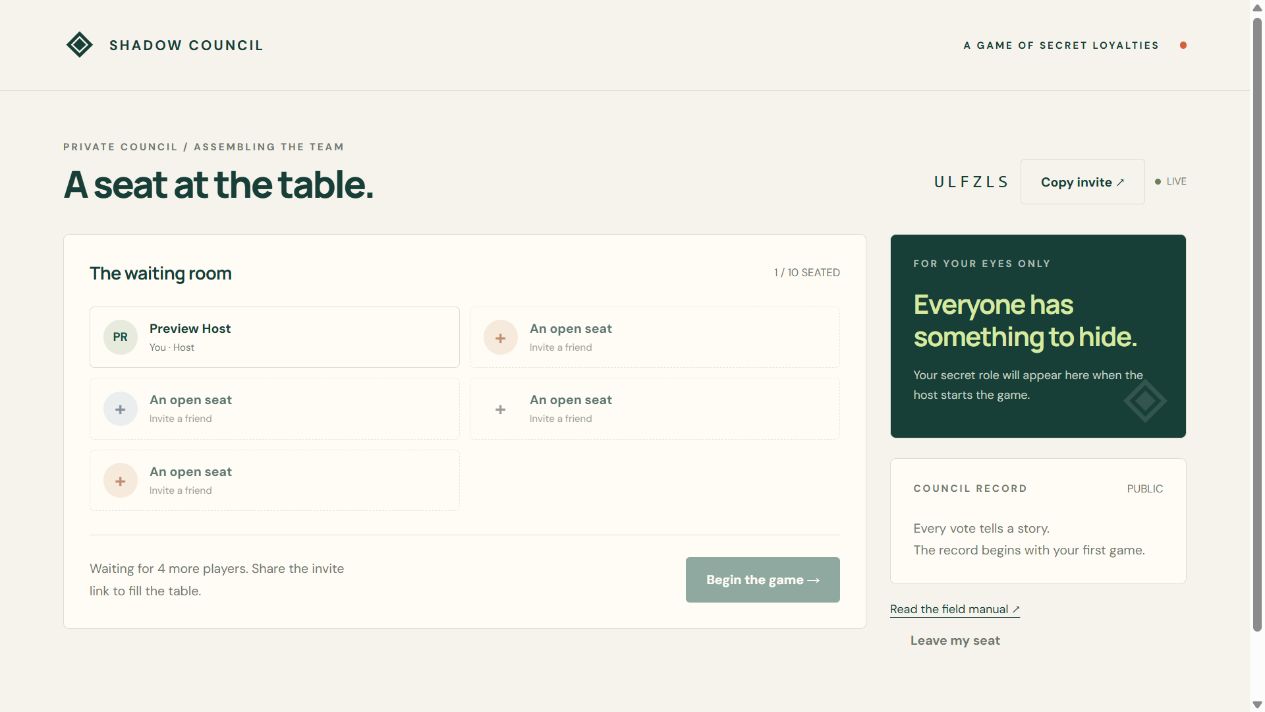 SHADOW COUNCIL
A GAME OF SECRET LOYALTIES
PRIVATE COUNCIL / ASSEMBLING THE TEAM
A seat at the table.
ULFZLS
Copy invite ↗
LIVE
The waiting room
1 / 10 SEATED
PR
Preview Host
You · Host
+
An open seat
Invite a friend
+
An open seat
Invite a friend
+
An open seat
Invite a friend
+
An open seat
Invite a friend
Waiting for 4 more players. Share the invite
link to fill the table.
Begin the game →
FOR YOUR EYES ONLY
Everyone has
something to hide.
Your secret role will appear here when the
host starts the game.
COUNCIL RECORD
PUBLIC
Every vote tells a story.
The record begins with your first game.
Read the field manual ↗
Leave my seat